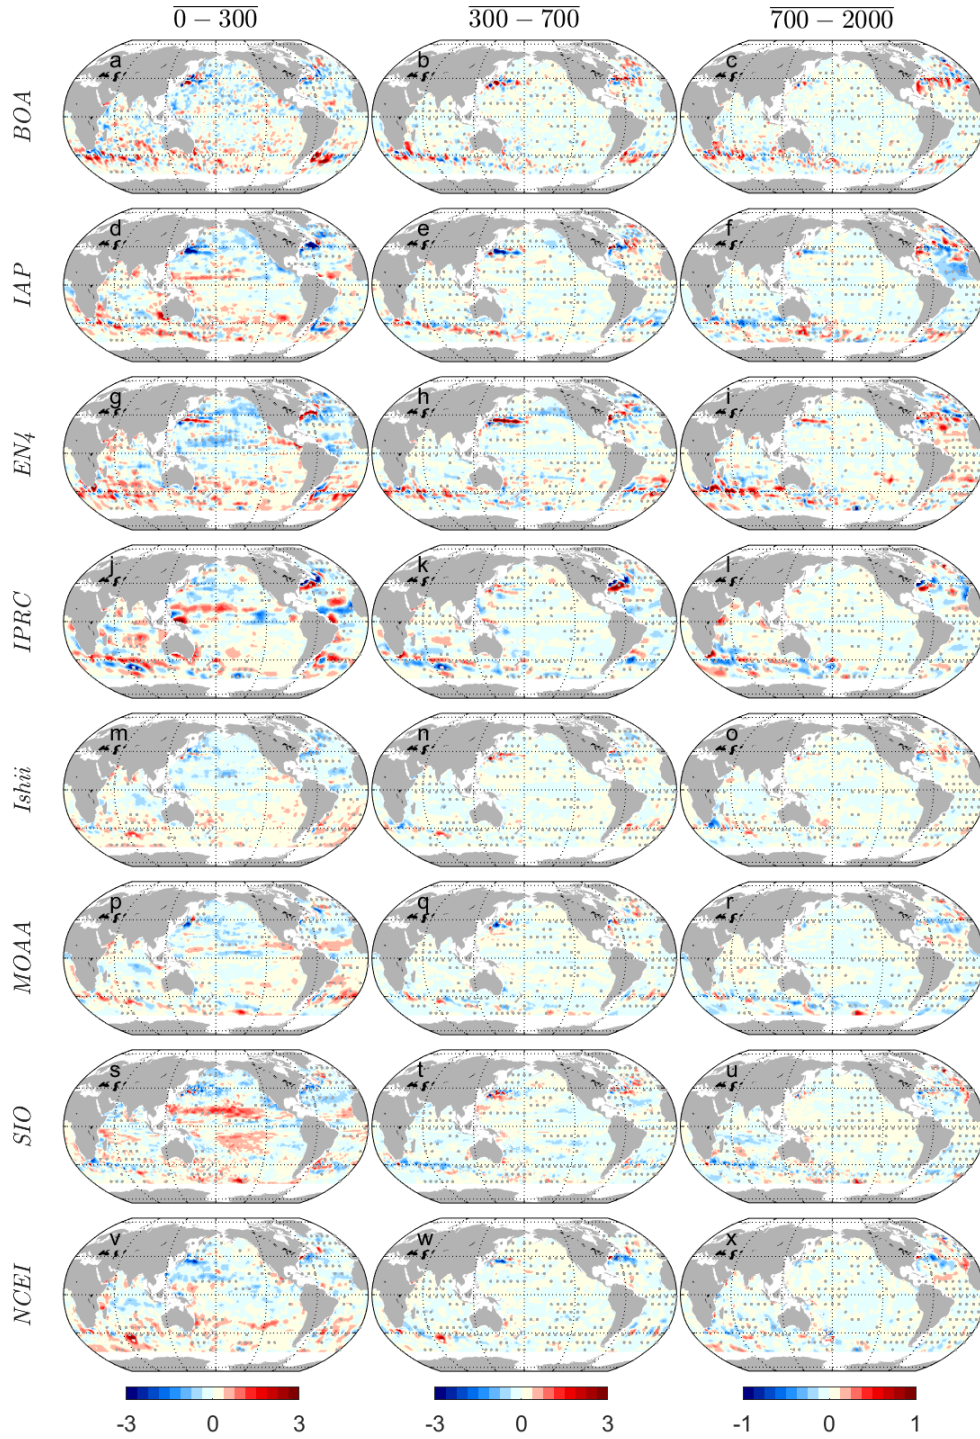 0 − 300 300 − 700 700 − 2000
BOA a b c
IAP d e f
EN4 g h i
IPRC j k l
Ishii m n o
MOAA p q r
SIO s t u
NCEI v w x
-3 0 3 -3 0 3 -1 0 1